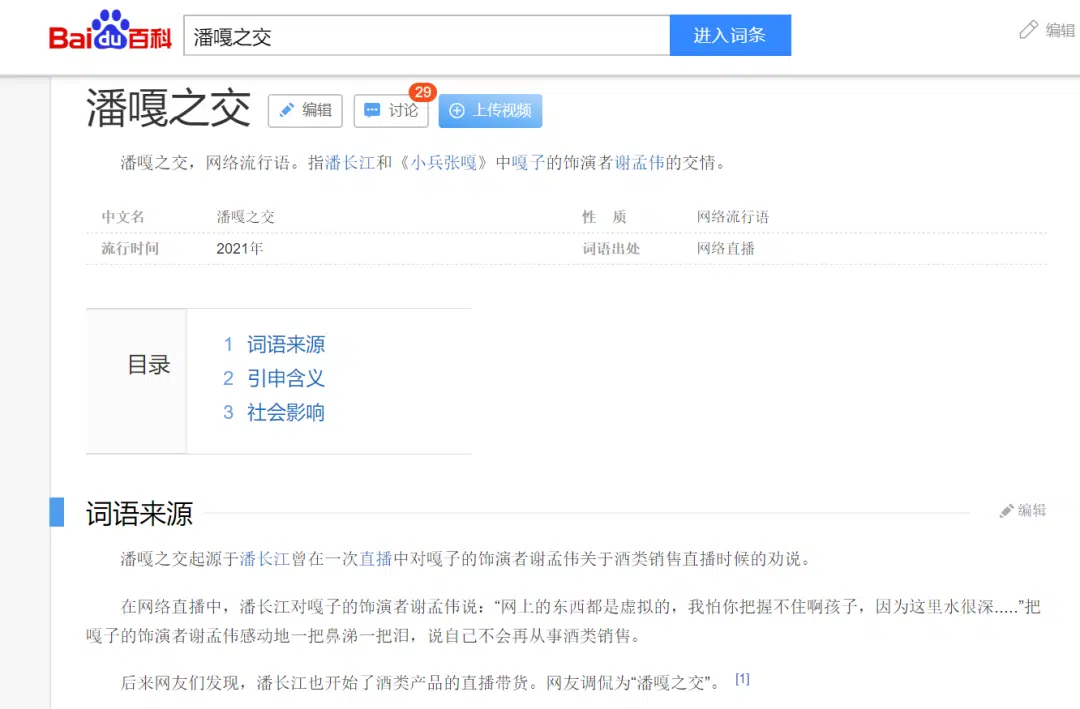 Baidu百科 潘嘎之交 进入词条 编辑
潘嘎之交 编辑 讨论 29 上传视频
潘嘎之交，网络流行语。指潘长江和《小兵张嘎》中嘎子的饰演者谢孟伟的交情。
中文名 潘嘎之交 性 质 网络流行语
流行时间 2021年 词语出处 网络直播
目录
1 词语来源
2 引申含义
3 社会影响
词语来源 编辑
潘嘎之交起源于潘长江曾在一次直播中对嘎子的饰演者谢孟伟关于酒类销售直播时候的劝说。
在网络直播中，潘长江对嘎子的饰演者谢孟伟说：“网上的东西都是虚拟的，我怕你把握不住啊孩子，因为这里水很深.....”把
嘎子的饰演者谢孟伟感动地一把鼻涕一把泪，说自己不会再从事酒类销售。
后来网友们发现，潘长江也开始了酒类产品的直播带货。网友调侃为“潘嘎之交”。 [1]